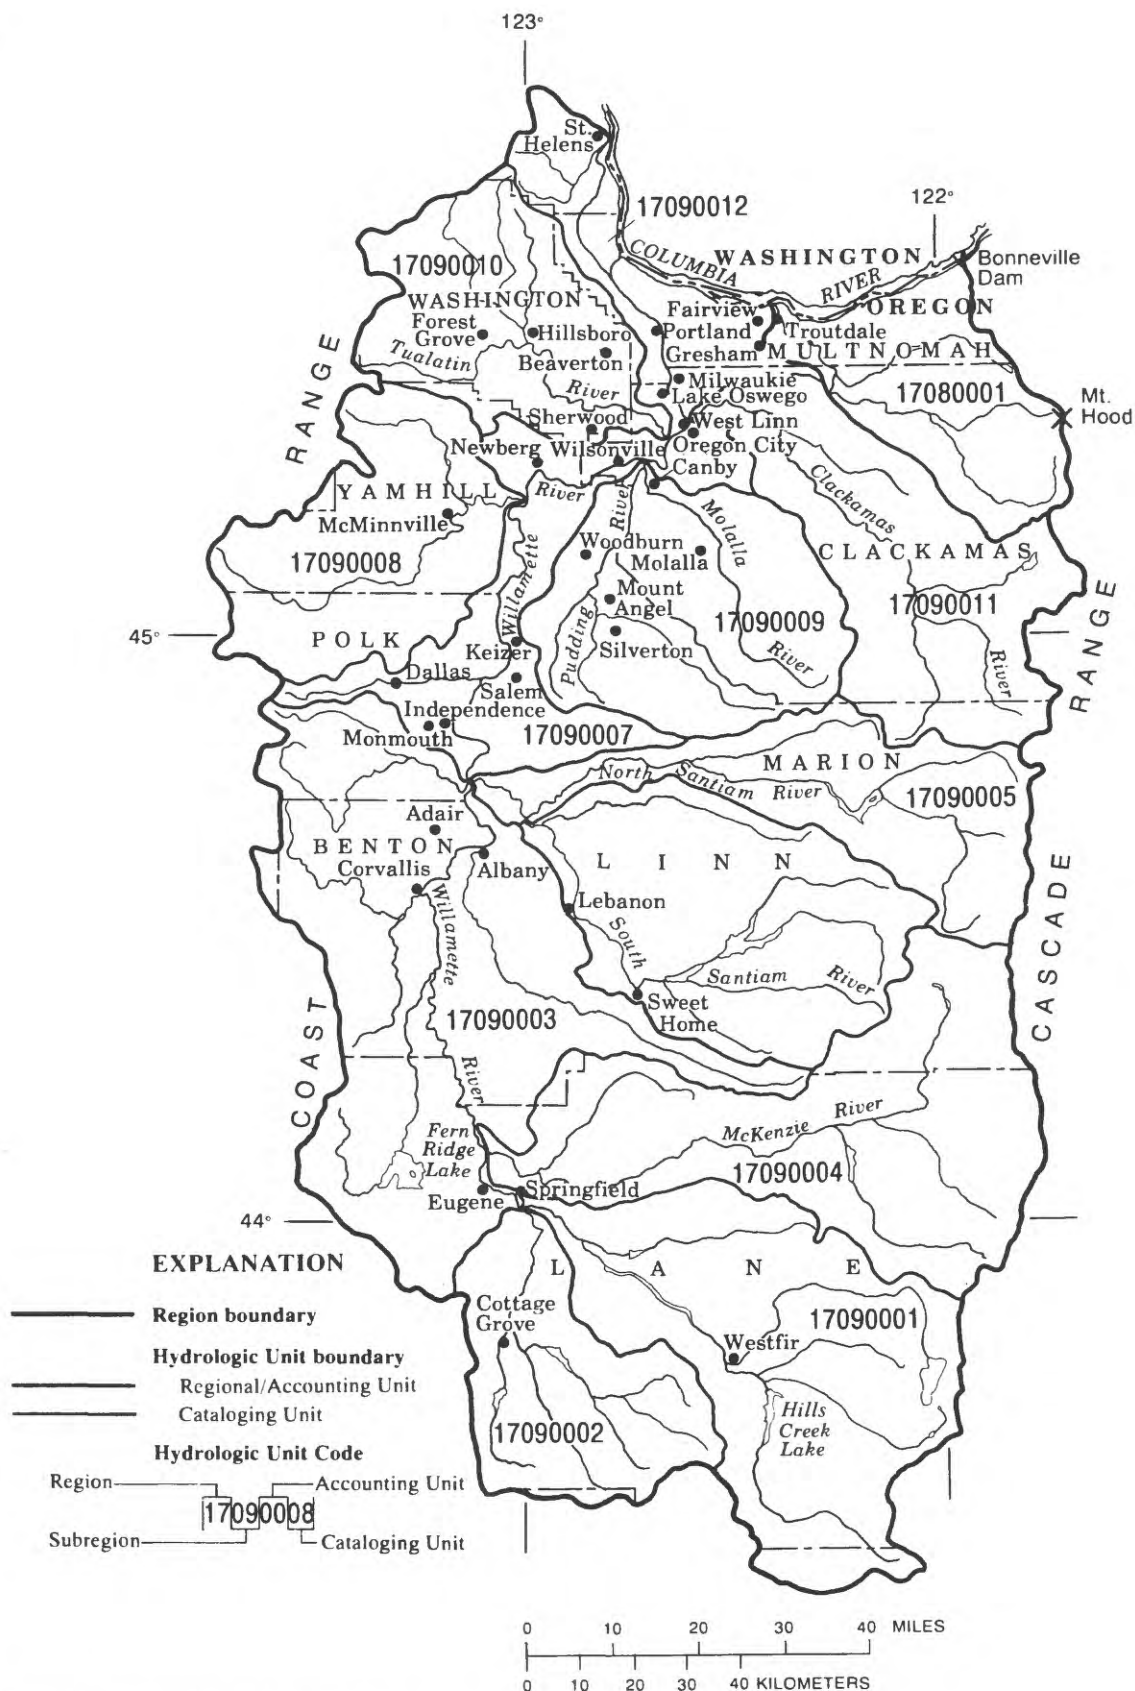 123°
St.
Helens
17090012
122°
COLUMBIA
WASHINGTON
RIVER
Bonneville
Dam
17090010
WASHINGTON
OREGON
Fairview
Forest
Grove
Hillsboro
Portland
Troutdale
Tualatin
Beaverton
Gresham
MULTNOMAH
River
Milwaukie
Lake Oswego
17080001
Mt.
Hood
RANGE
Sherwood
West Linn
Newberg
Wilsonville
Oregon City
Canby
YAMHILL
River
River
Clackamas
McMinnville
Molalla
17090008
Willamette
Woodburn
Molalla
CLACKAMAS
Mount
Angel
17090011
RANGE
45°
POLK
Keizer
Pudding
Silverton
17090009
River
River
Dallas
Salem
Independence
Monmouth
17090007
MARION
North
Santiam
River
17090005
Adair
BENTON
LINN
Corvallis
Albany
Willamette
Lebanon
South
Santiam
River
CASCADE
Sweet
Home
17090003
COAST
River
River
Fern
Ridge
Lake
McKenzie
17090004
Eugene
Springfield
44°
LANE
EXPLANATION
Region boundary
Hydrologic Unit boundary
Regional/Accounting Unit
Cataloging Unit
Hydrologic Unit Code
Region
Accounting Unit
17090008
Subregion
Cataloging Unit
Cottage
Grove
17090001
Westfir
17090002
Hills
Creek
Lake
0 10 20 30 40 MILES
0 10 20 30 40 KILOMETERS